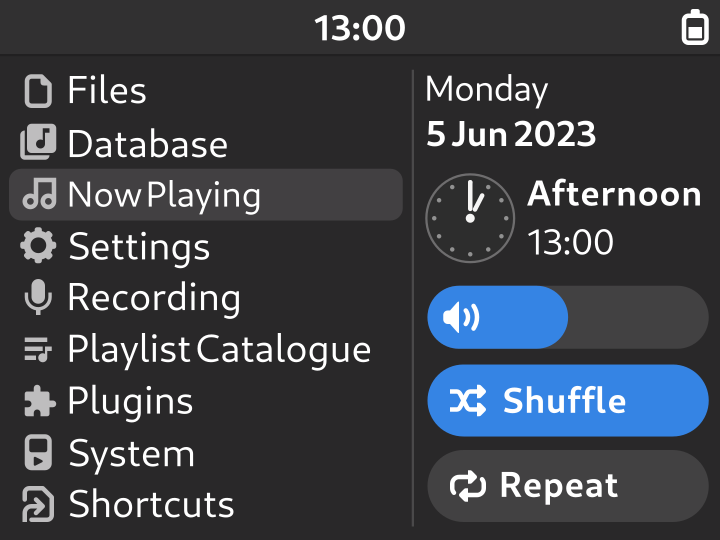 13:00
Files
Database
Now Playing
Settings
Recording
Playlist Catalogue
Plugins
System
Shortcuts
Monday
5 Jun 2023
Afternoon
13:00
Shuffle
Repeat